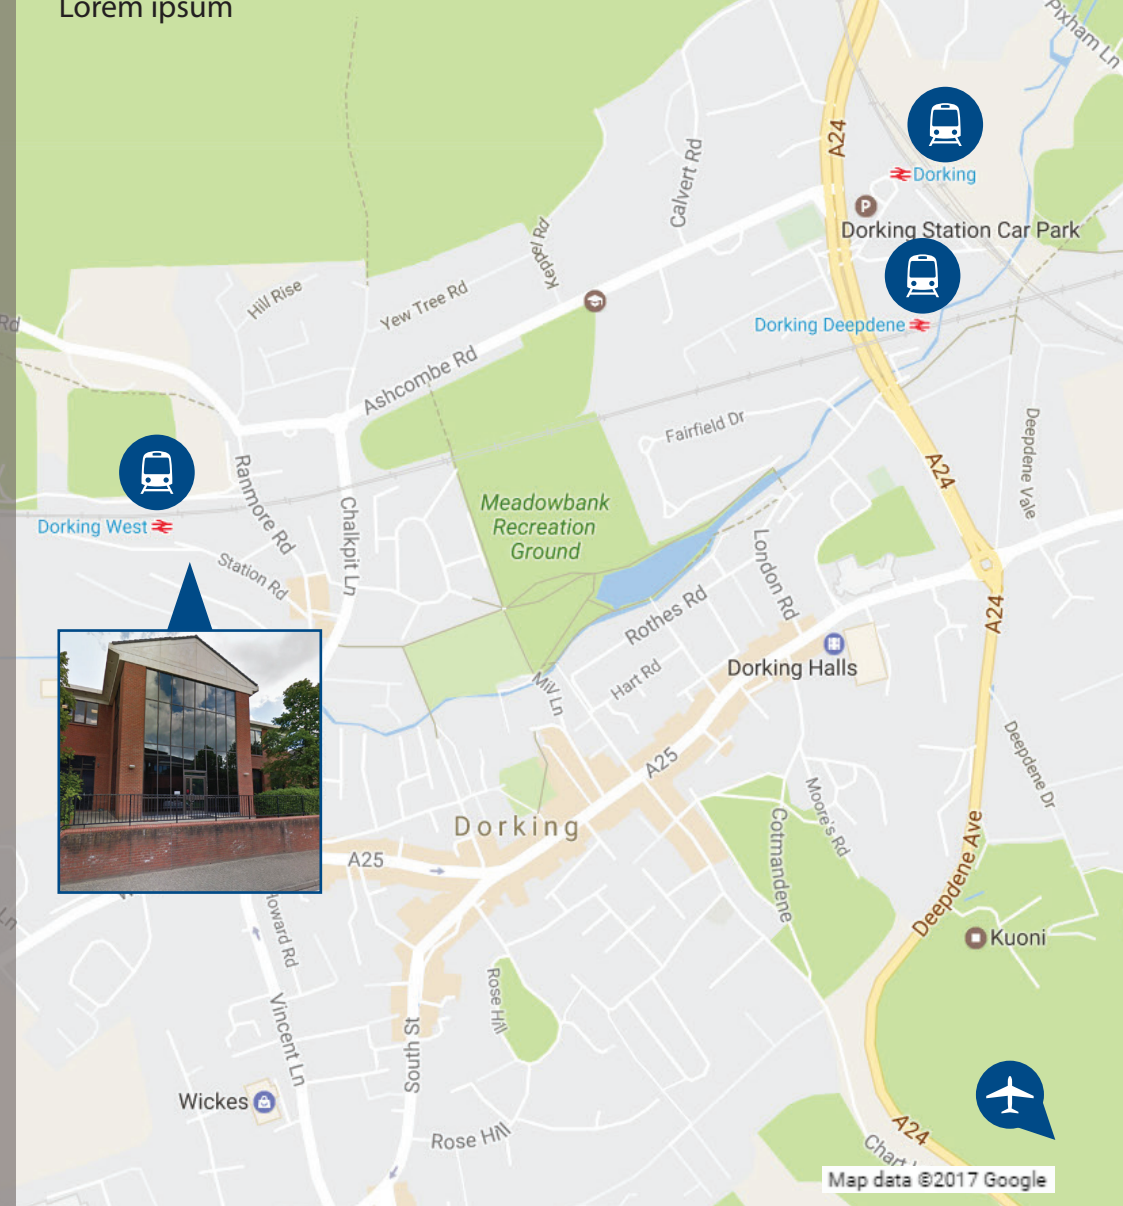 Lorem ipsum
Pixham Ln
A24
Dorking
Calvert Rd
P
Dorking Station Car Park
Keppel Rd
Hill Rise
Yew Tree Rd
Rd
Dorking Deepdene
Ashcombe Rd
Fairfield Dr
Deepdene Vale
A24
Ranmore Rd
Meadowbank
Recreation
Ground
Chalkpit Ln
Dorking West
London Rd
Station Rd
Rothes Rd
A24
Dorking Halls
Hart Rd
Mill Ln
A25
Deepdene Dr
Moore's Rd
Cotmandene
Dorking
A25
Deepdene Ave
Howard Rd
Ln
Kuoni
Rose Hill
Vincent Ln
South St
Wickes
Rose Hill
A24
Chart
Map data ©2017 Google